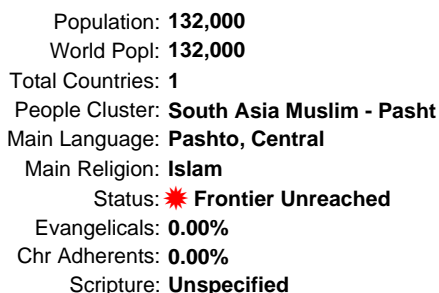 Population: 132,000
World Popl: 132,000
Total Countries: 1
People Cluster: South Asia Muslim - Pasht
Main Language: Pashto, Central
Main Religion: Islam
Status: Frontier Unreached
Evangelicals: 0.00%
Chr Adherents: 0.00%
Scripture: Unspecified